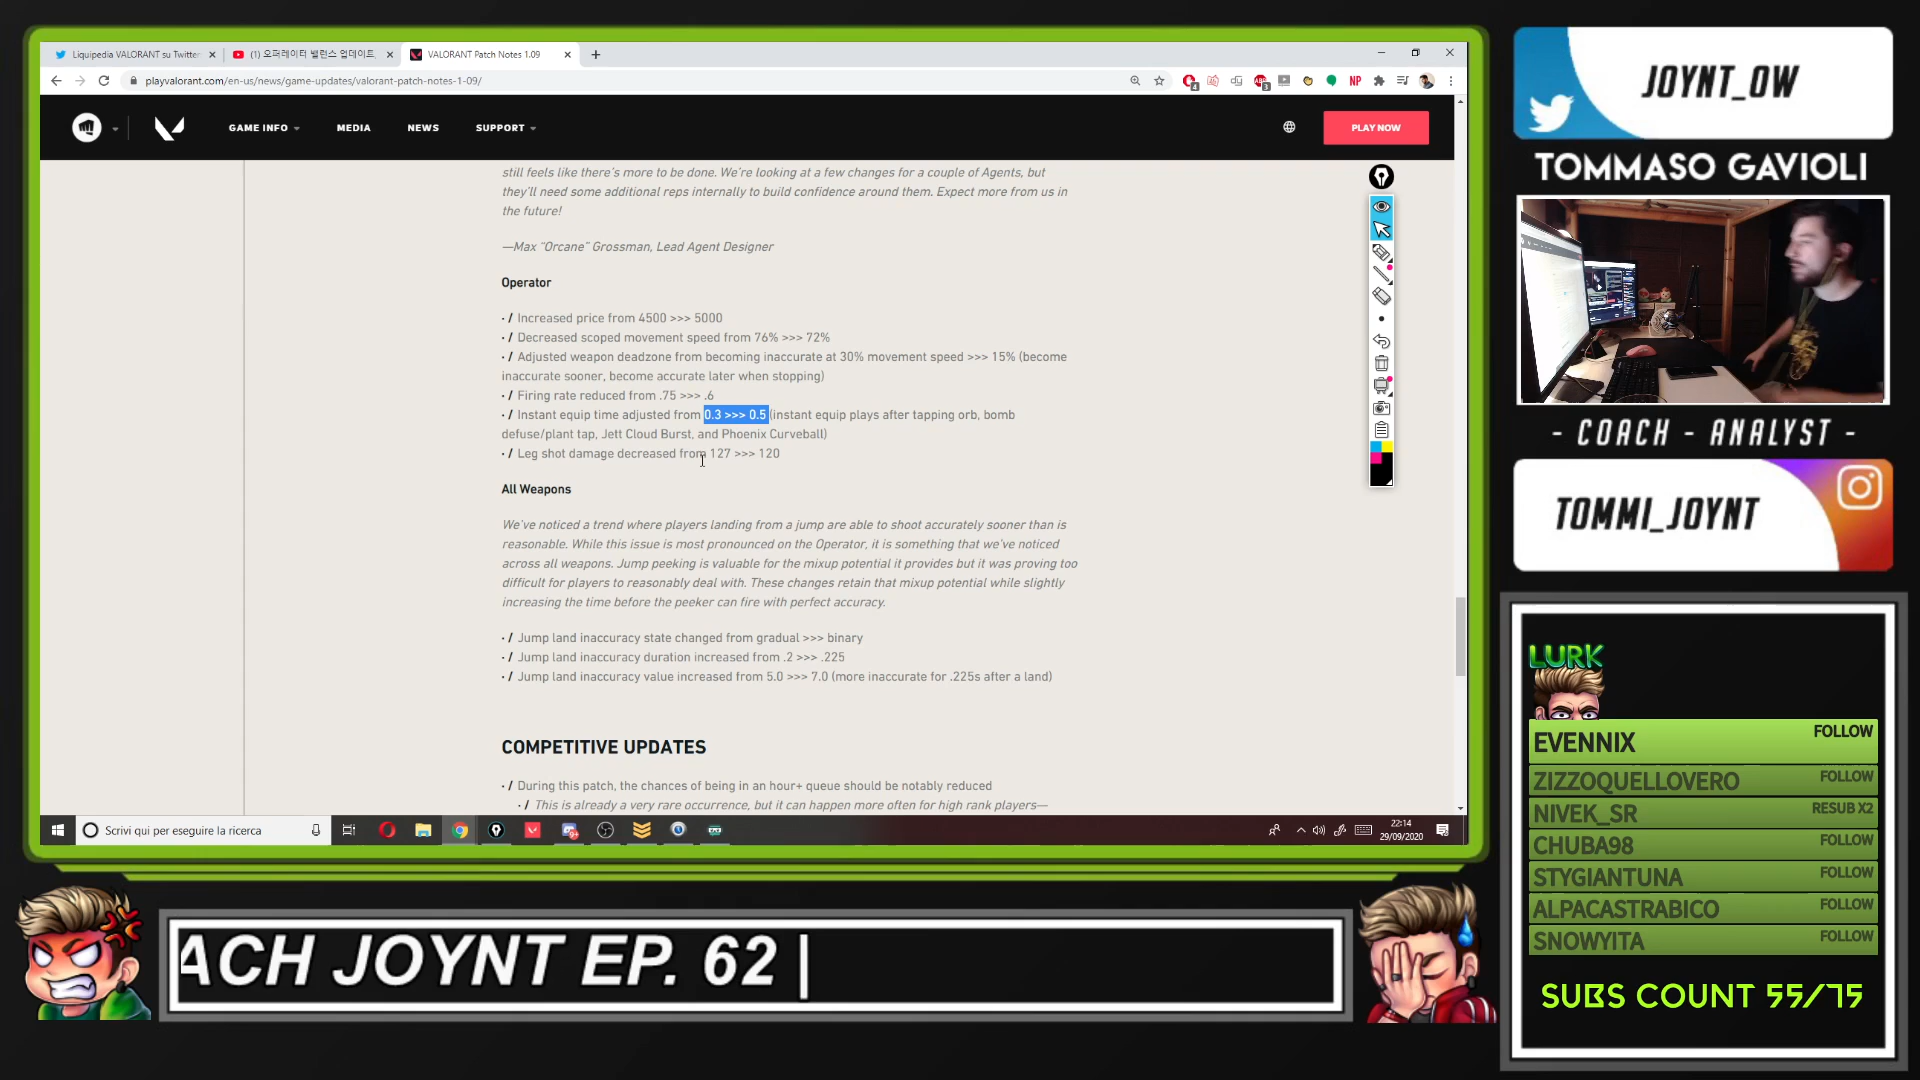 Liquipedia VALORANT su Twitter
(1) 오퍼레이터 밸런스 업데이트
VALORANT Patch Notes 1.09
playvalorant.com/en-us/news/game-updates/valorant-patch-notes-1-09/
GAME INFO
MEDIA
NEWS
SUPPORT
PLAY NOW
still feels like there's more to be done. We're looking at a few changes for a couple of Agents, but
they'll need some additional reps internally to build confidence around them. Expect more from us in
the future!
—Max "Orcane" Grossman, Lead Agent Designer
Operator
· / Increased price from 4500 >>> 5000
· / Decreased scoped movement speed from 76% >>> 72%
· / Adjusted weapon deadzone from becoming inaccurate at 30% movement speed >>> 15% (become
inaccurate sooner, become accurate later when stopping)
· / Firing rate reduced from .75 >>> .6
· / Instant equip time adjusted from 0.3 >>> 0.5 (instant equip plays after tapping orb, bomb
defuse/plant tap, Jett Cloud Burst, and Phoenix Curveball)
· / Leg shot damage decreased from 127 >>> 120
All Weapons
We've noticed a trend where players landing from a jump are able to shoot accurately sooner than is
reasonable. While this issue is most pronounced on the Operator, it is something that we've noticed
across all weapons. Jump peeking is valuable for the mixup potential it provides but it was proving too
difficult for players to reasonably deal with. These changes retain that mixup potential while slightly
increasing the time before the peeker can fire with perfect accuracy.
· / Jump land inaccuracy state changed from gradual >>> binary
· / Jump land inaccuracy duration increased from .2 >>> .225
· / Jump land inaccuracy value increased from 5.0 >>> 7.0 (more inaccurate for .225s after a land)
COMPETITIVE UPDATES
· / During this patch, the chances of being in an hour+ queue should be notably reduced
· / This is already a very rare occurrence, but it can happen more often for high rank players—
Scrivi qui per eseguire la ricerca
22:14
29/09/2020
JOYNT_OW
TOMMASO GAVIOLI
- COACH - ANALYST -
TOMMI_JOYNT
LURK
EVENNIX FOLLOW
ZIZZOQUELLOVERO FOLLOW
NIVEK_SR RESUB X2
CHUBA98 FOLLOW
STYGIANTUNA FOLLOW
ALPACASTRABICO FOLLOW
SNOWYITA FOLLOW
SUBS COUNT 55/75
ACH JOYNT EP. 62 |